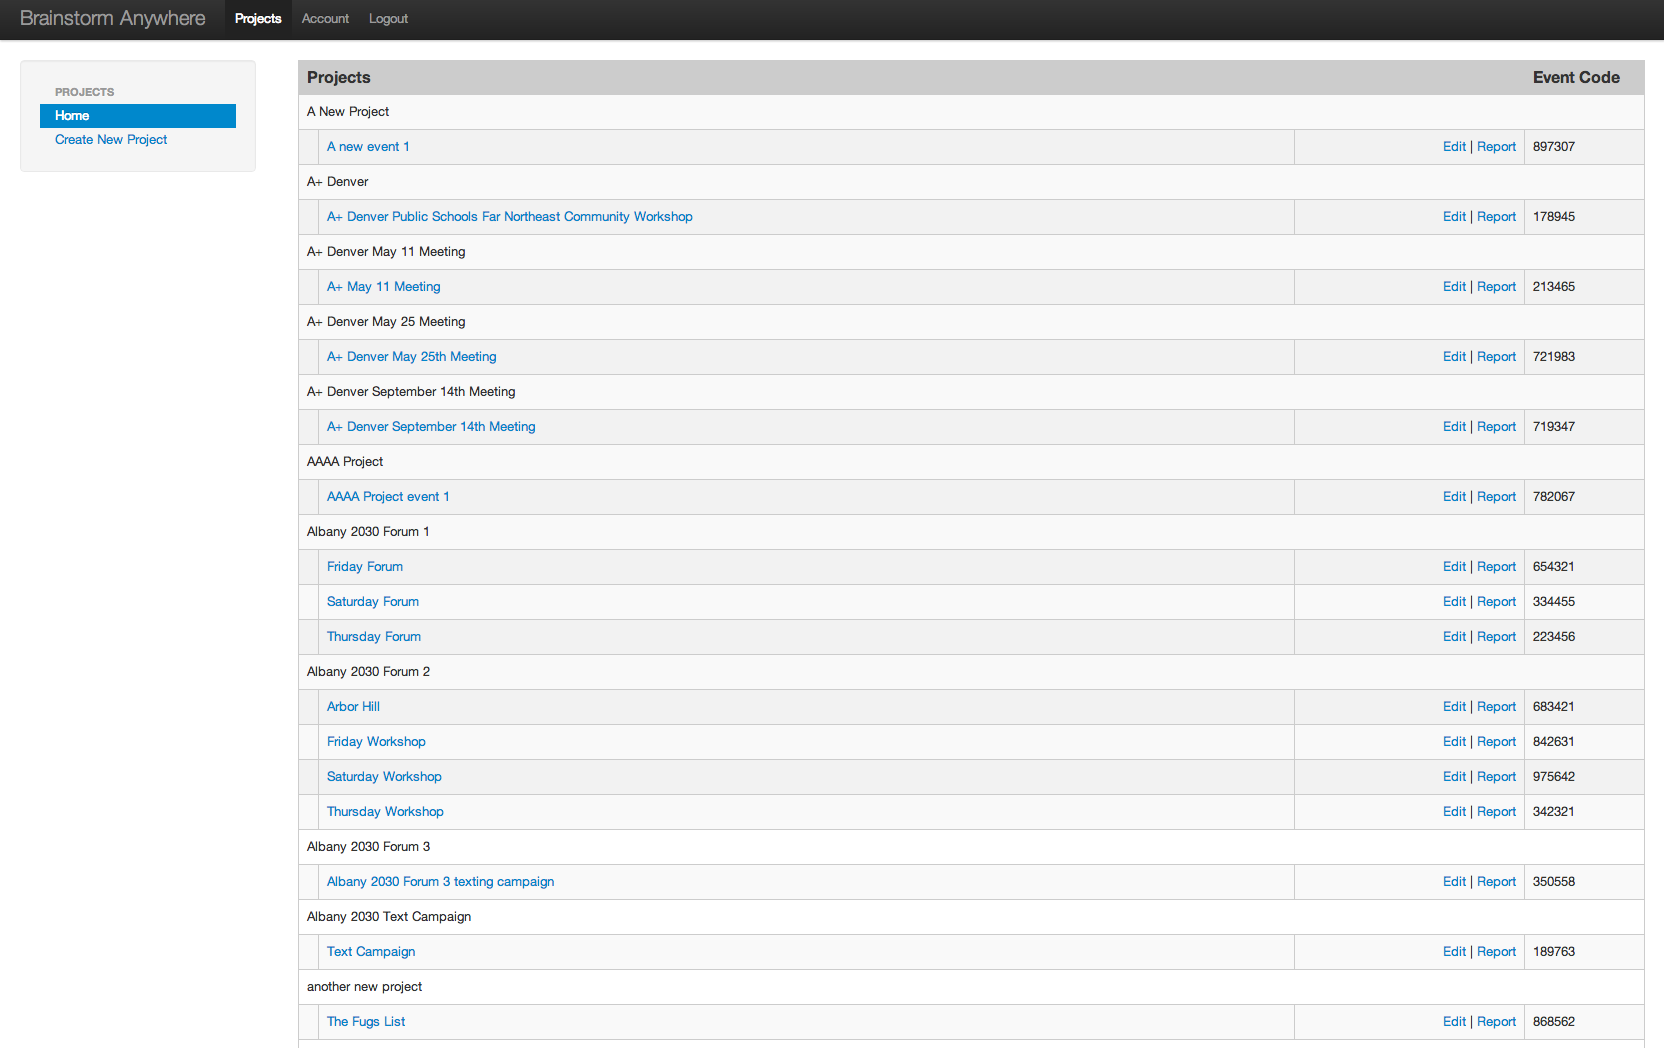 Brainstorm Anywhere Projects Account Logout
PROJECTS
Home
Create New Project
Projects Event Code
A New Project
A new event 1 Edit | Report 897307
A+ Denver
A+ Denver Public Schools Far Northeast Community Workshop Edit | Report 178945
A+ Denver May 11 Meeting
A+ May 11 Meeting Edit | Report 213465
A+ Denver May 25 Meeting
A+ Denver May 25th Meeting Edit | Report 721983
A+ Denver September 14th Meeting
A+ Denver September 14th Meeting Edit | Report 719347
AAAA Project
AAAA Project event 1 Edit | Report 782067
Albany 2030 Forum 1
Friday Forum Edit | Report 654321
Saturday Forum Edit | Report 334455
Thursday Forum Edit | Report 223456
Albany 2030 Forum 2
Arbor Hill Edit | Report 683421
Friday Workshop Edit | Report 842631
Saturday Workshop Edit | Report 975642
Thursday Workshop Edit | Report 342321
Albany 2030 Forum 3
Albany 2030 Forum 3 texting campaign Edit | Report 350558
Albany 2030 Text Campaign
Text Campaign Edit | Report 189763
another new project
The Fugs List Edit | Report 868562